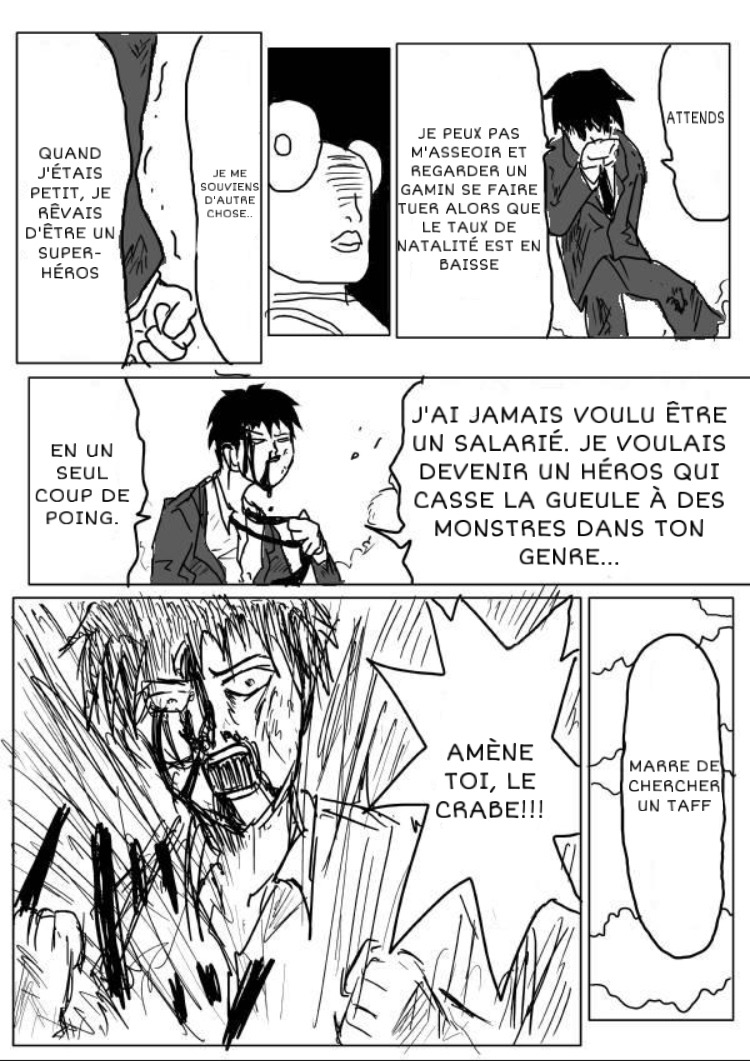 ATTENDS
JE PEUX PAS
M'ASSEOIR ET
REGARDER UN
GAMIN SE FAIRE
TUER ALORS QUE
LE TAUX DE
NATALITÉ EST EN
BAISSE
JE ME
SOUVIENS
D'AUTRE
CHOSE..
QUAND
J'ÉTAIS
PETIT, JE
RÊVAIS
D'ÊTRE UN
SUPER-
HÉROS
J'AI JAMAIS VOULU ÊTRE
UN SALARIÉ. JE VOULAIS
DEVENIR UN HÉROS QUI
CASSE LA GUEULE À DES
MONSTRES DANS TON
GENRE...
EN UN
SEUL
COUP DE
POING.
MARRE DE
CHERCHER
UN TAFF
AMÈNE
TOI, LE
CRABE!!!